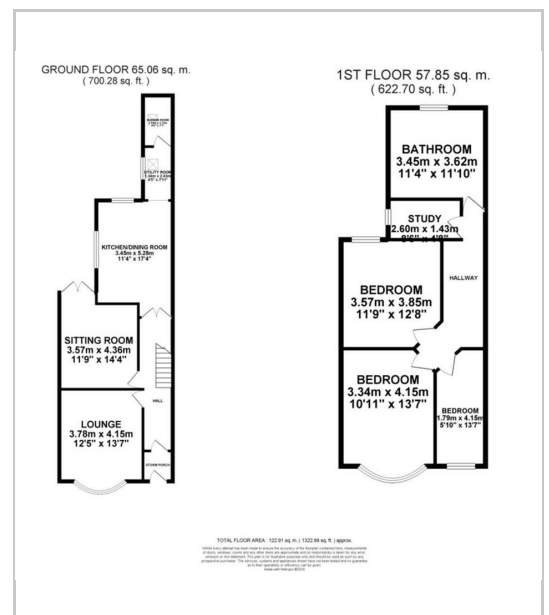 GROUND FLOOR 65.06 sq. m.
( 700.28 sq. ft. )
UTILITY ROOM
KITCHEN/DINING ROOM
3.45m x 5.28m
11'4" x 17'4"
SITTING ROOM
3.57m x 4.36m
11'9" x 14'4"
LOUNGE
3.78m x 4.15m
12'5" x 13'7"
HALL
STORM PORCH
1ST FLOOR 57.85 sq. m.
( 622.70 sq. ft. )
BATHROOM
3.45m x 3.62m
11'4" x 11'10"
STUDY
2.60m x 1.43m
8'6" x 4'8"
HALLWAY
BEDROOM
3.57m x 3.85m
11'9" x 12'8"
BEDROOM
3.34m x 4.15m
10'11" x 13'7"
BEDROOM
1.79m x 4.15m
5'10" x 13'7"
TOTAL FLOOR AREA : 122.91 sq. m. ( 1322.98 sq. ft. ) approx.